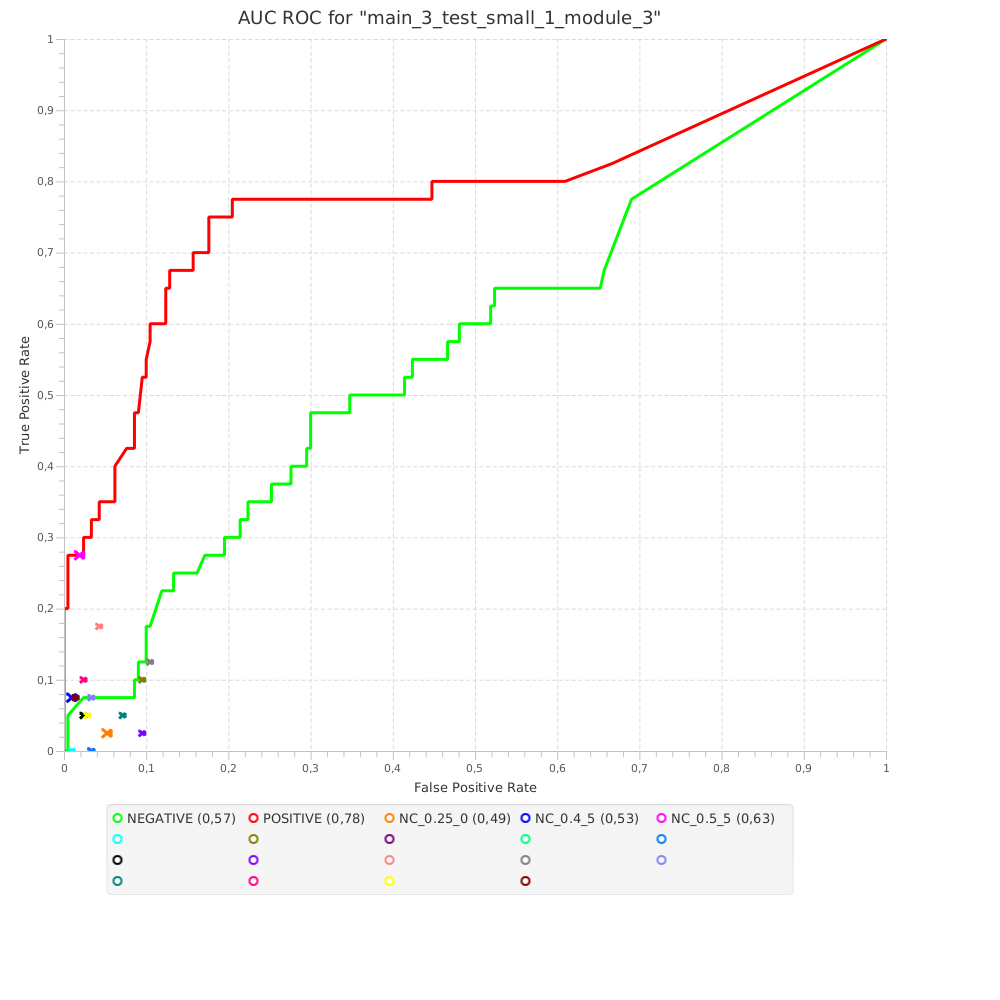 AUC ROC for "main_3_test_small_1_module_3"
1
0,9
0,8
0,7
0,6
0,5
0,4
0,3
0,2
0,1
0
True Positive Rate
0 0,1 0,2 0,3 0,4 0,5 0,6 0,7 0,8 0,9 1
False Positive Rate
NEGATIVE (0,57) POSITIVE (0,78) NC_0.25_0 (0,49) NC_0.4_5 (0,53) NC_0.5_5 (0,63)